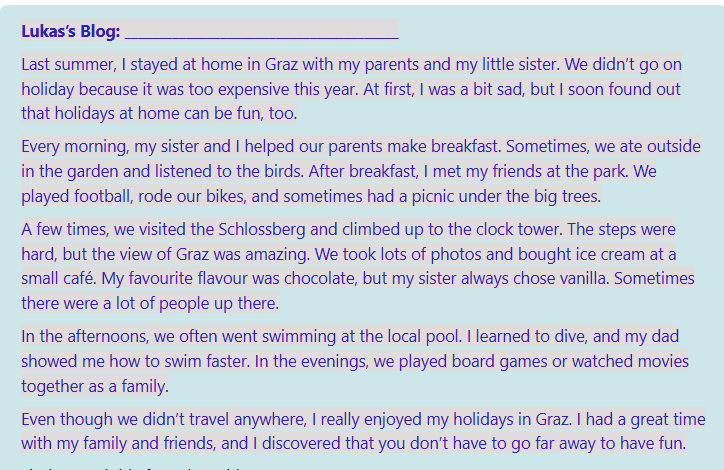 Lukas’s Blog: ___________________________________
Last summer, I stayed at home in Graz with my parents and my little sister. We didn’t go on
holiday because it was too expensive this year. At first, I was a bit sad, but I soon found out
that holidays at home can be fun, too.
Every morning, my sister and I helped our parents make breakfast. Sometimes, we ate outside
in the garden and listened to the birds. After breakfast, I met my friends at the park. We
played football, rode our bikes, and sometimes had a picnic under the big trees.
A few times, we visited the Schlossberg and climbed up to the clock tower. The steps were
hard, but the view of Graz was amazing. We took lots of photos and bought ice cream at a
small café. My favourite flavour was chocolate, but my sister always chose vanilla. Sometimes
there were a lot of people up there.
In the afternoons, we often went swimming at the local pool. I learned to dive, and my dad
showed me how to swim faster. In the evenings, we played board games or watched movies
together as a family.
Even though we didn’t travel anywhere, I really enjoyed my holidays in Graz. I had a great time
with my family and friends, and I discovered that you don’t have to go far away to have fun.